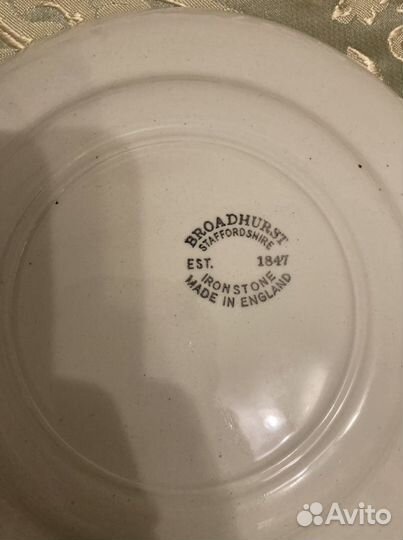 BROADHURST
STAFFORDSHIRE
EST. 1847
IRONSTONE
MADE IN ENGLAND
Avito